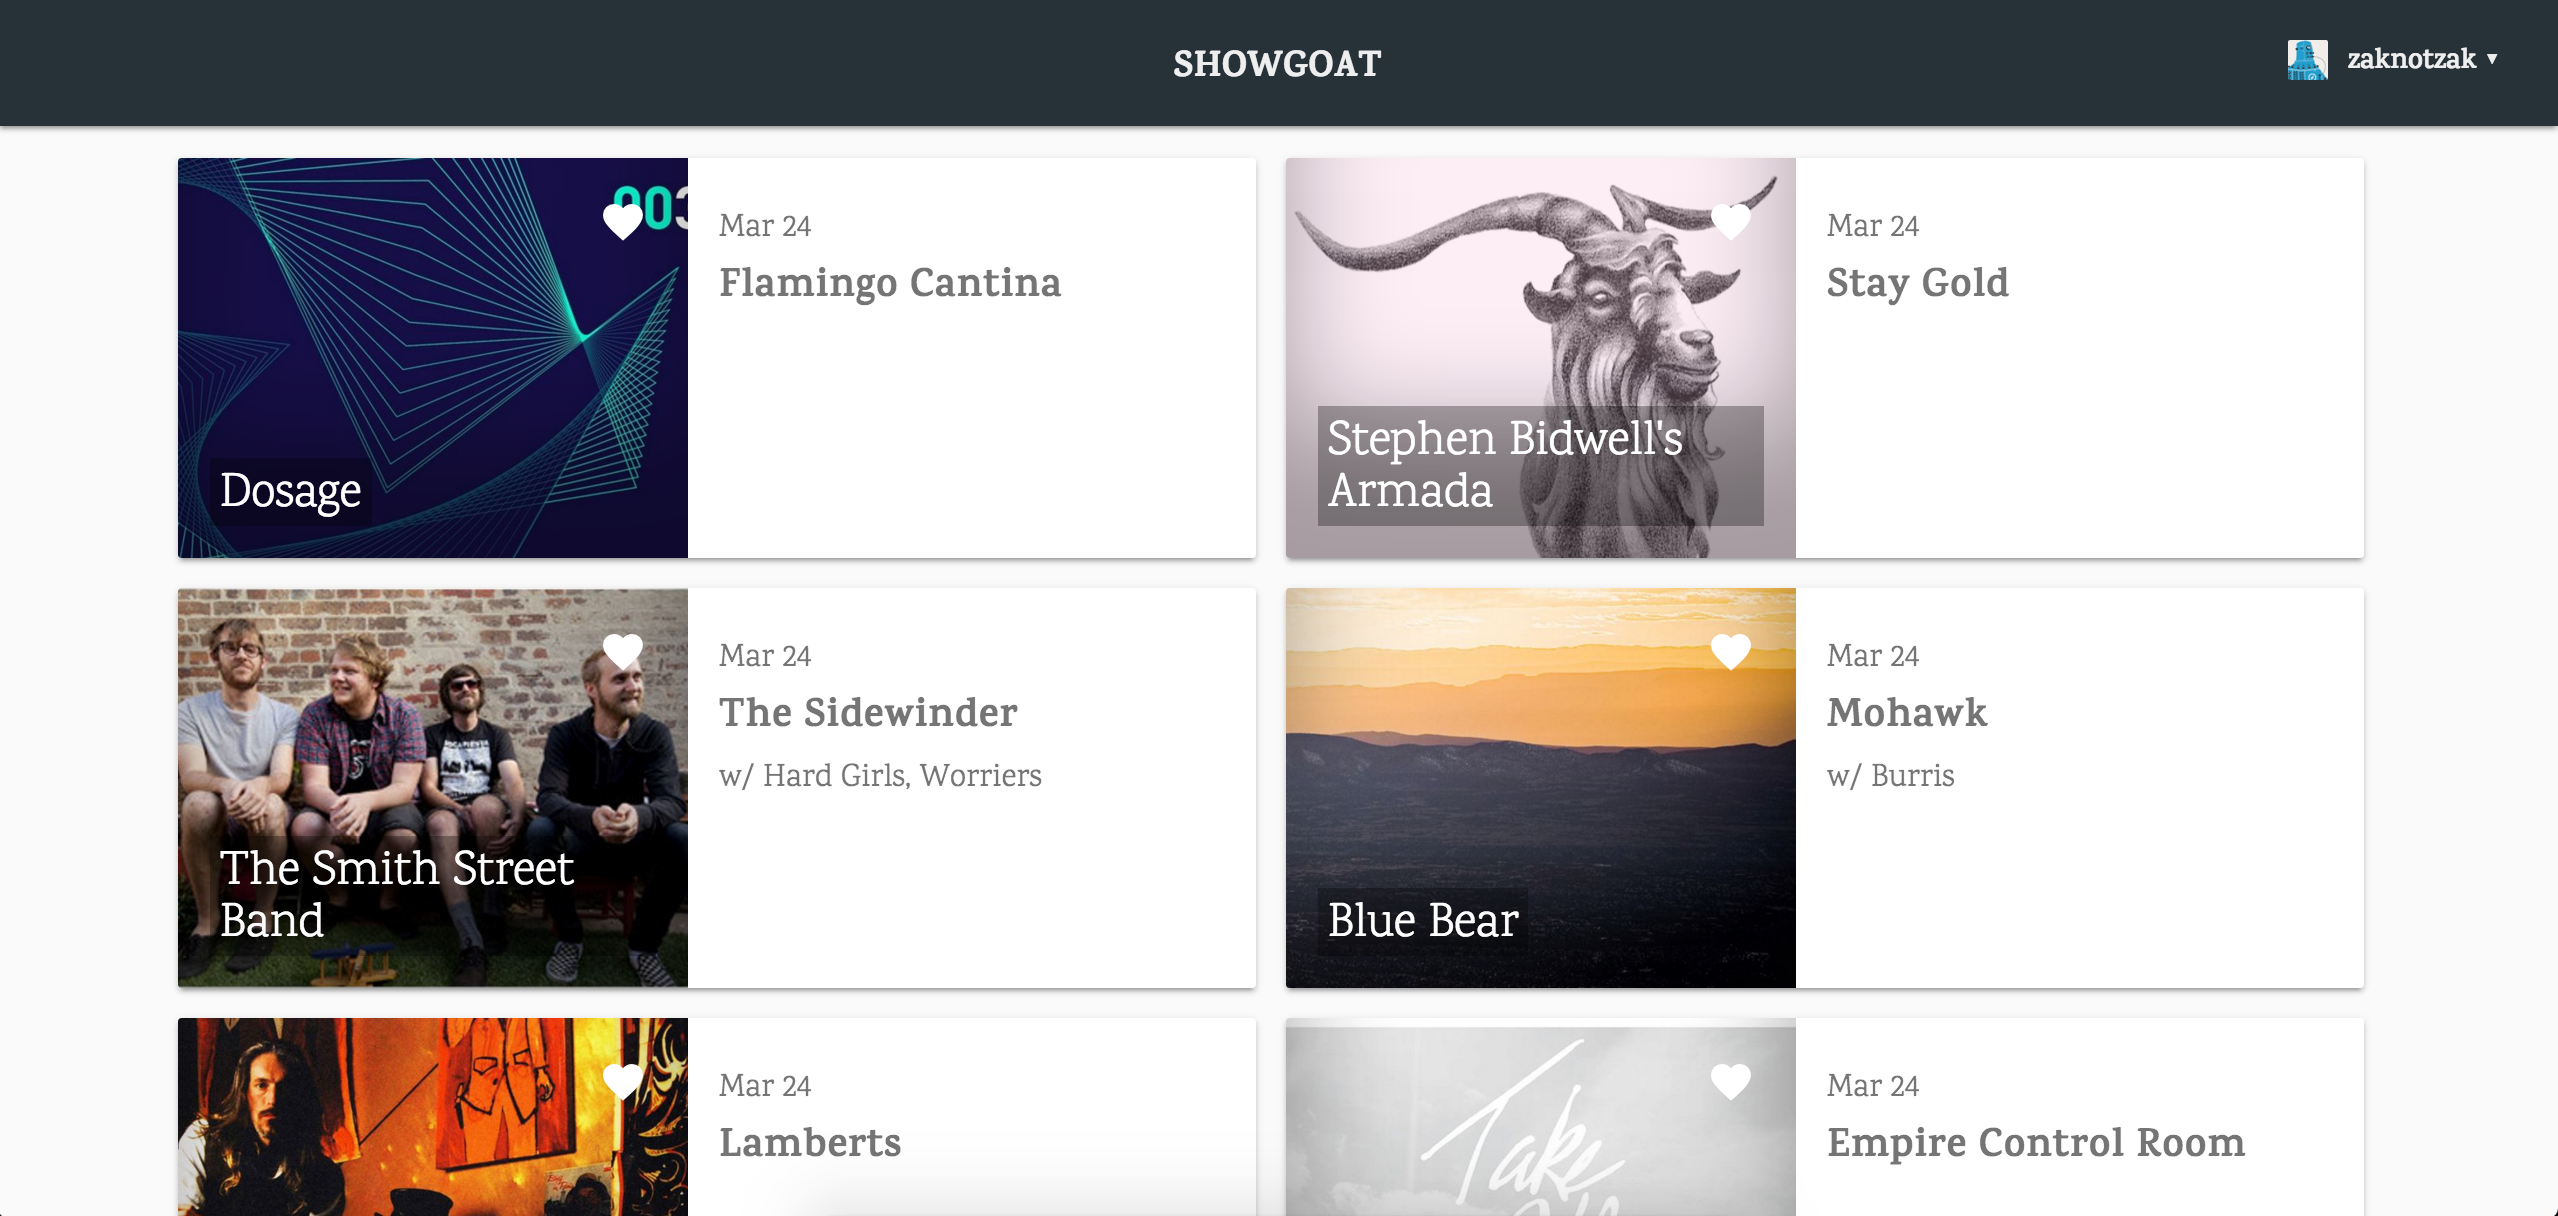 SHOWGOAT
zaknotzak ▾
003
Dosage
Mar 24
Flamingo Cantina
Stephen Bidwell's
Armada
Mar 24
Stay Gold
The Smith Street
Band
Mar 24
The Sidewinder
w/ Hard Girls, Worriers
Blue Bear
Mar 24
Mohawk
w/ Burris
Mar 24
Lamberts
Take
Mar 24
Empire Control Room